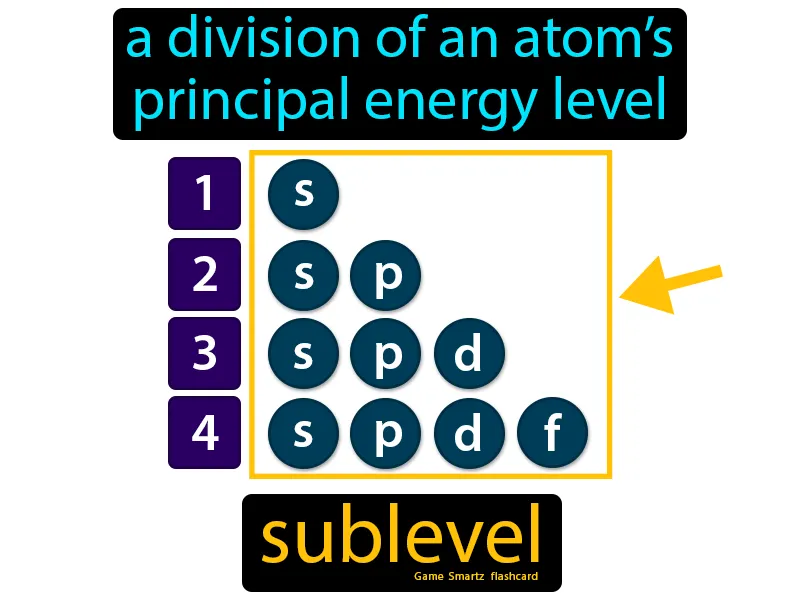 a division of an atom’s
principal energy level
1 s
2 s p
3 s p d
4 s p d f
sublevel
Game Smartz flashcard